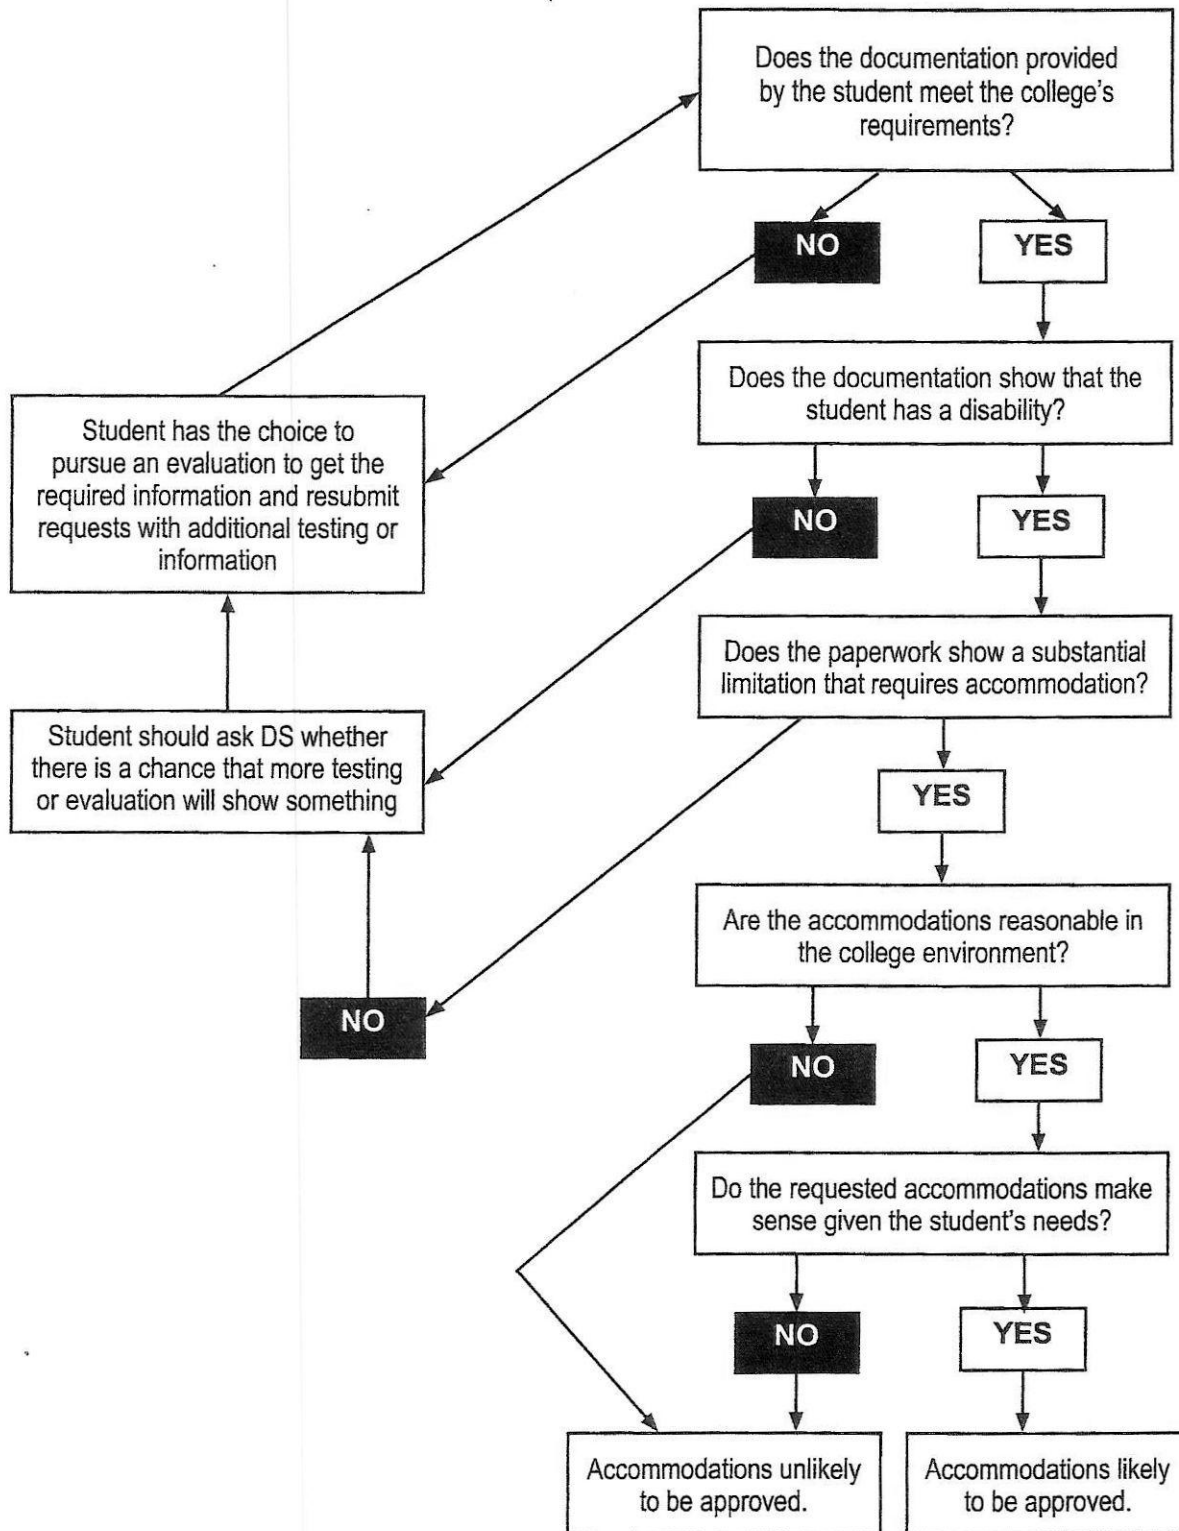 Does the documentation provided
by the student meet the college's
requirements?
NO
YES
Does the documentation show that the
student has a disability?
Student has the choice to
pursue an evaluation to get the
required information and resubmit
requests with additional testing or
information
NO
YES
Does the paperwork show a substantial
limitation that requires accommodation?
Student should ask DS whether
there is a chance that more testing
or evaluation will show something
YES
Are the accommodations reasonable in
the college environment?
NO
NO
YES
Do the requested accommodations make
sense given the student's needs?
NO
YES
Accommodations unlikely
to be approved.
Accommodations likely
to be approved.